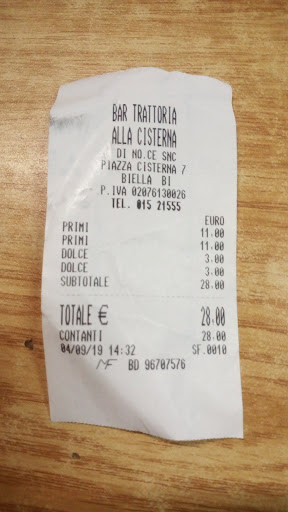 BAR TRATTORIA
ALLA CISTERNA
DI NO.CE SNC
PIAZZA CISTERNA 7
BIELLA BI
P.IVA 02076130026
TEL. 015 21555
EURO
PRIMI 11.00
PRIMI 11.00
DOLCE 3.00
DOLCE 3.00
SUBTOTALE 28.00
TOTALE € 28.00
CONTANTI 28.00
04/09/19 14:32 SF.0010
MF BD 96707576